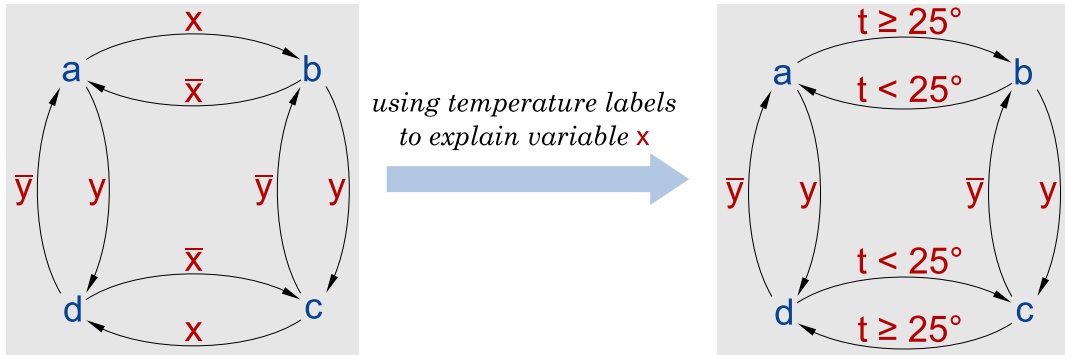 x
a
b
x̅
y̅
y
y̅
y
x̅
d
c
x
using temperature labels
to explain variable x
t ≥ 25°
a
b
t < 25°
y̅
y
y̅
y
t < 25°
d
c
t ≥ 25°